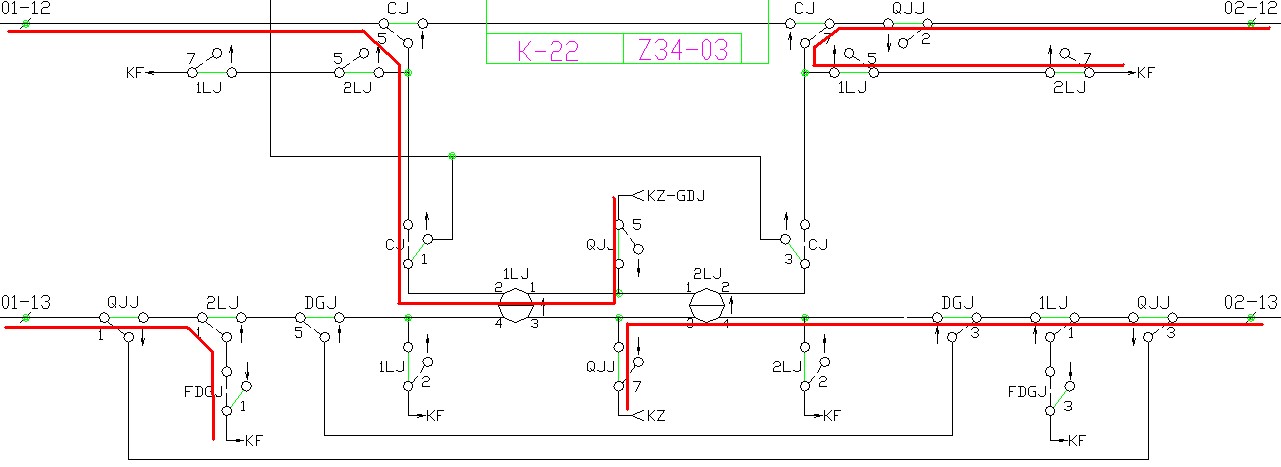 01-12 CJ CJ QJJ 02-12
5 7 2
K-22 Z34-03
7 5 5 7
KF KF
1LJ 2LJ 1LJ 2LJ
KZ-GDJ
5
CJ QJJ CJ
1 3
1LJ 2LJ
2 1 1 2
01-13 QJJ 2LJ DGJ DGJ 1LJ QJJ 02-13
4 3 3 4
1 1 5 3 1 3
1LJ QJJ 2LJ
2 7 2
FDGJ FDGJ
1 3
KF KZ KF
KF KF